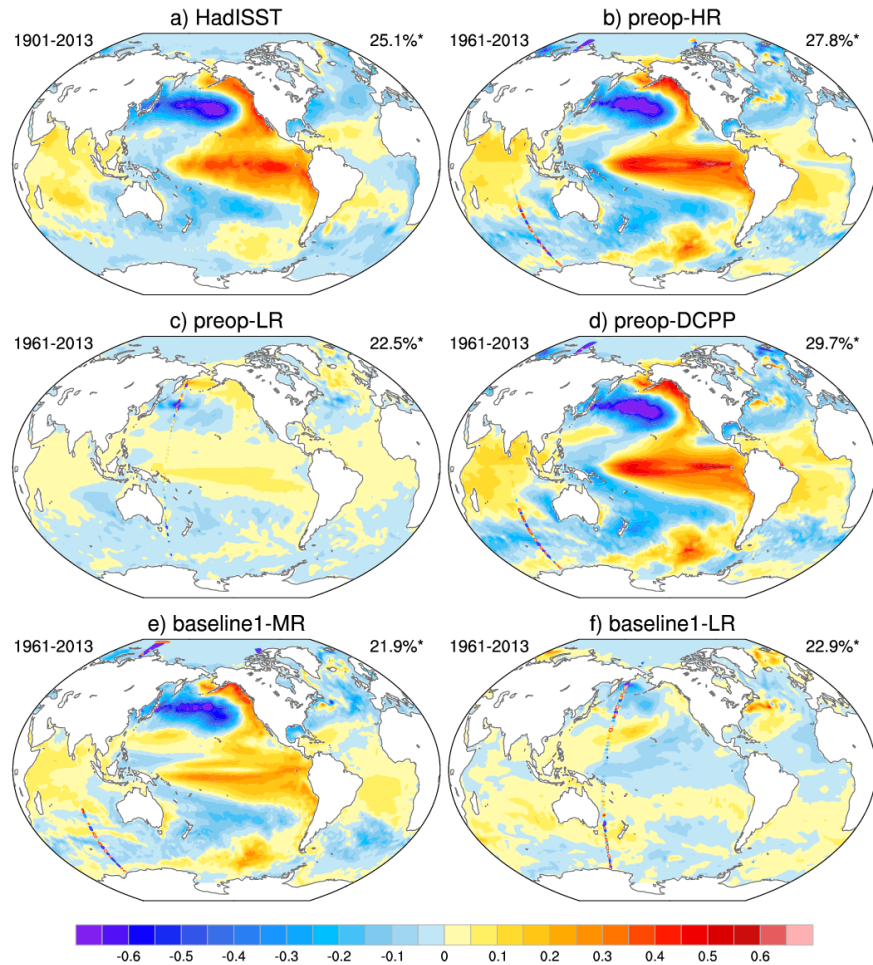 a) HadISST
1901-2013 25.1%*
b) preop-HR
1961-2013 27.8%*
c) preop-LR
1961-2013 22.5%*
d) preop-DCPP
1961-2013 29.7%*
e) baseline1-MR
1961-2013 21.9%*
f) baseline1-LR
1961-2013 22.9%*
-0.6 -0.5 -0.4 -0.3 -0.2 -0.1 0 0.1 0.2 0.3 0.4 0.5 0.6